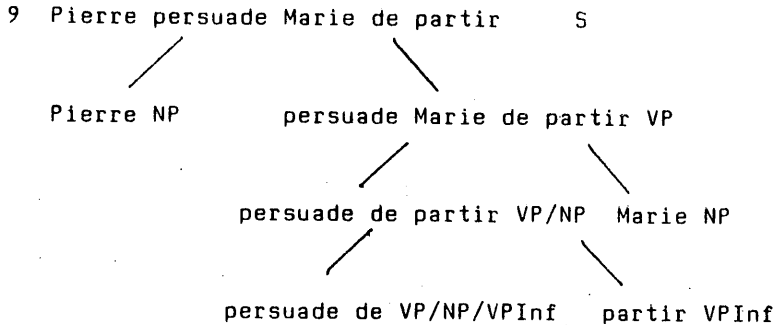 9 Pierre persuade Marie de partir S
Pierre NP persuade Marie de partir VP
persuade de partir VP/NP Marie NP
persuade de VP/NP/VPInf partir VPInf